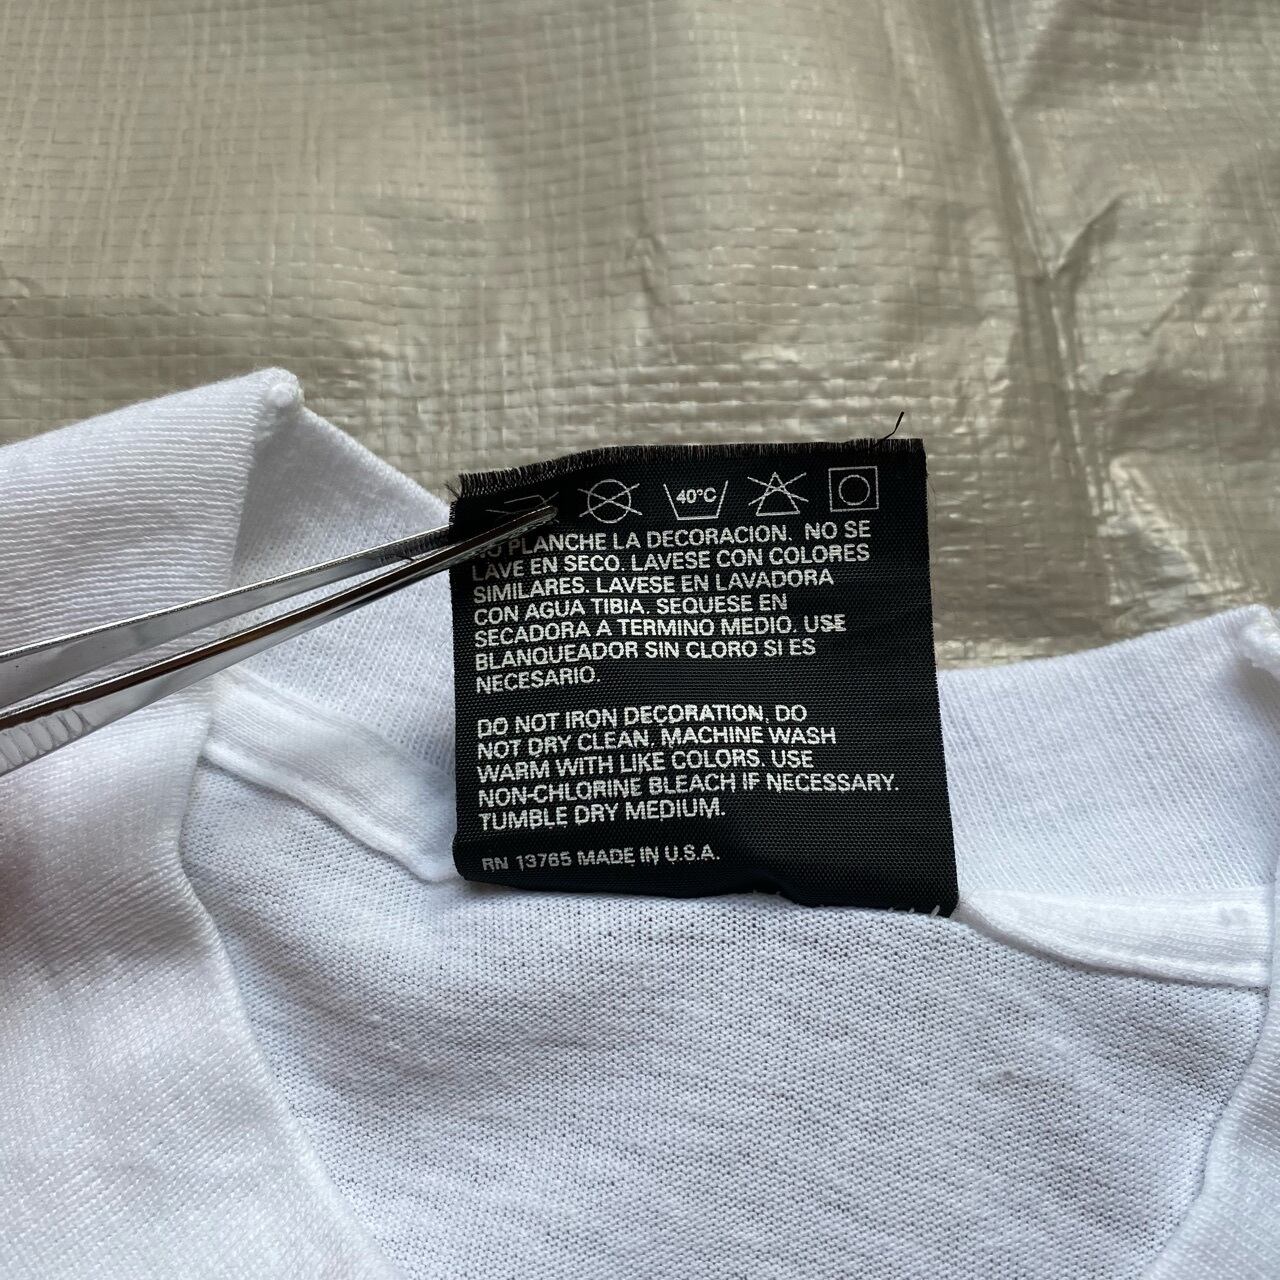 40°C
NO PLANCHE LA DECORACION. NO SE
LAVE EN SECO. LAVESE CON COLORES
SIMILARES. LAVESE EN LAVADORA
CON AGUA TIBIA. SEQUESE EN
SECADORA A TERMINO MEDIO. USE
BLANQUEADOR SIN CLORO SI ES
NECESARIO.
DO NOT IRON DECORATION. DO
NOT DRY CLEAN. MACHINE WASH
WARM WITH LIKE COLORS. USE
NON-CHLORINE BLEACH IF NECESSARY.
TUMBLE DRY MEDIUM.
RN 13765 MADE IN U.S.A.